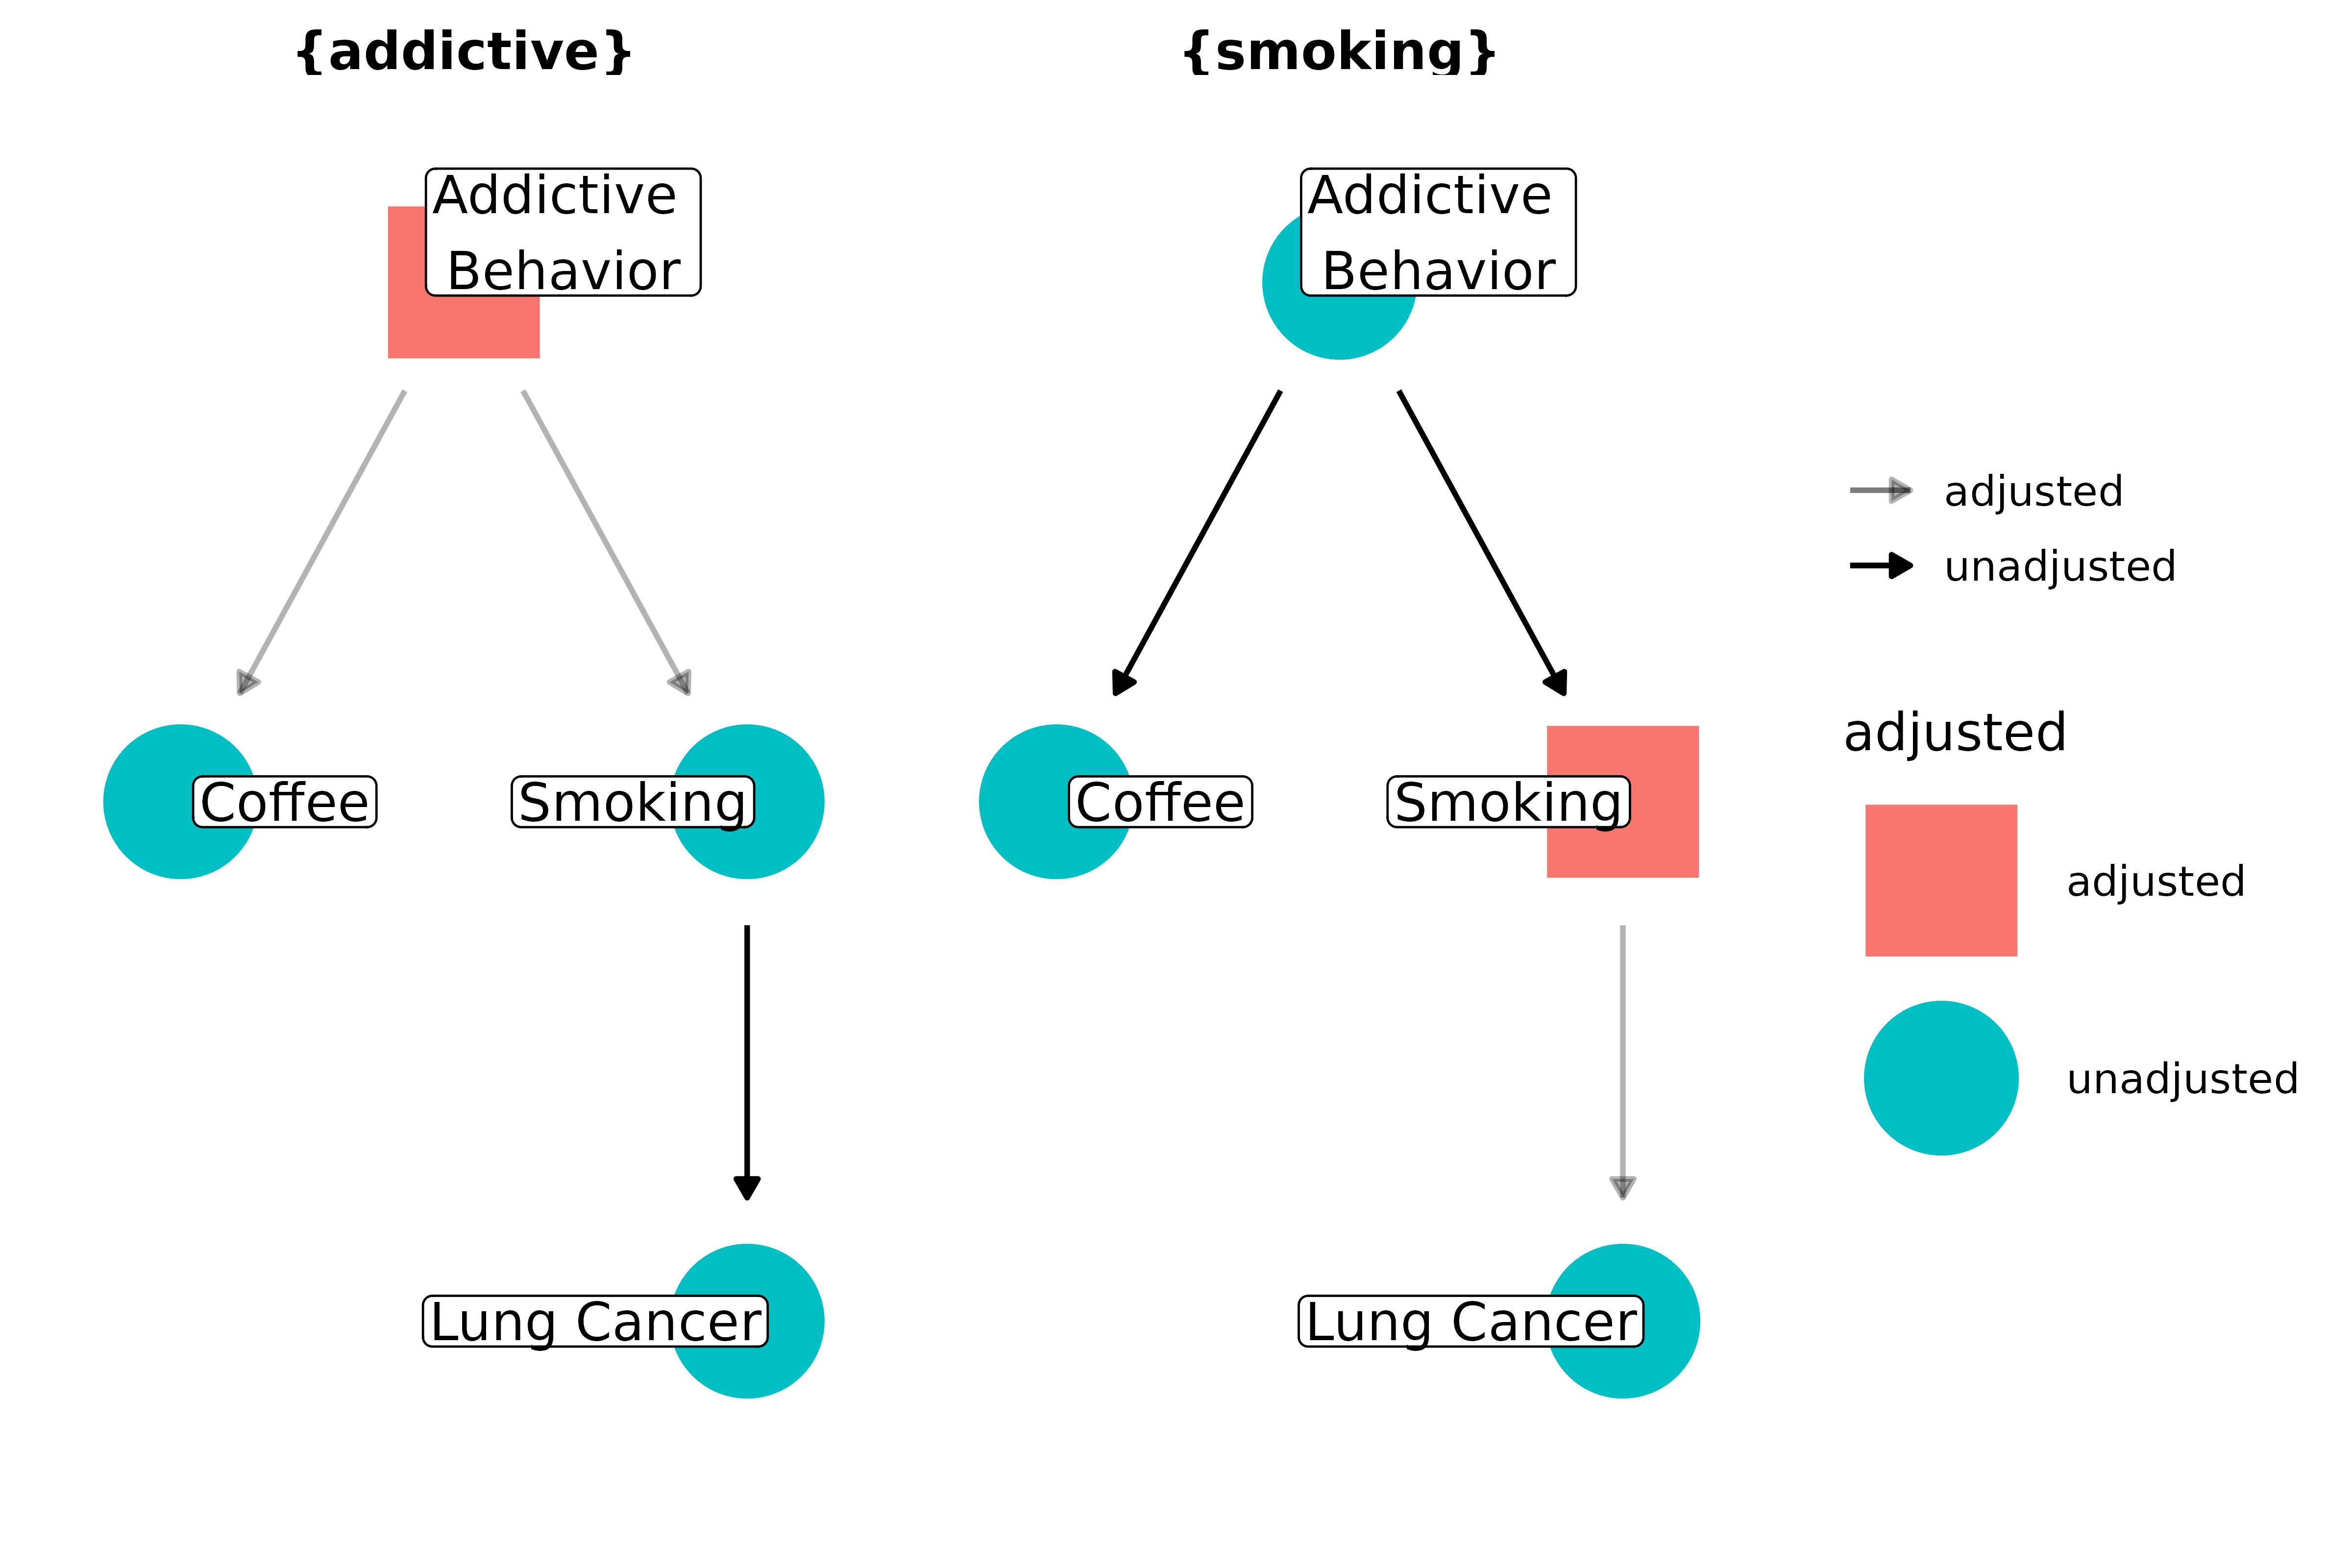 {addictive}
Addictive
Behavior
Coffee
Smoking
Lung Cancer
{smoking}
Addictive
Behavior
Coffee
Smoking
Lung Cancer
adjusted
unadjusted
adjusted
adjusted
unadjusted